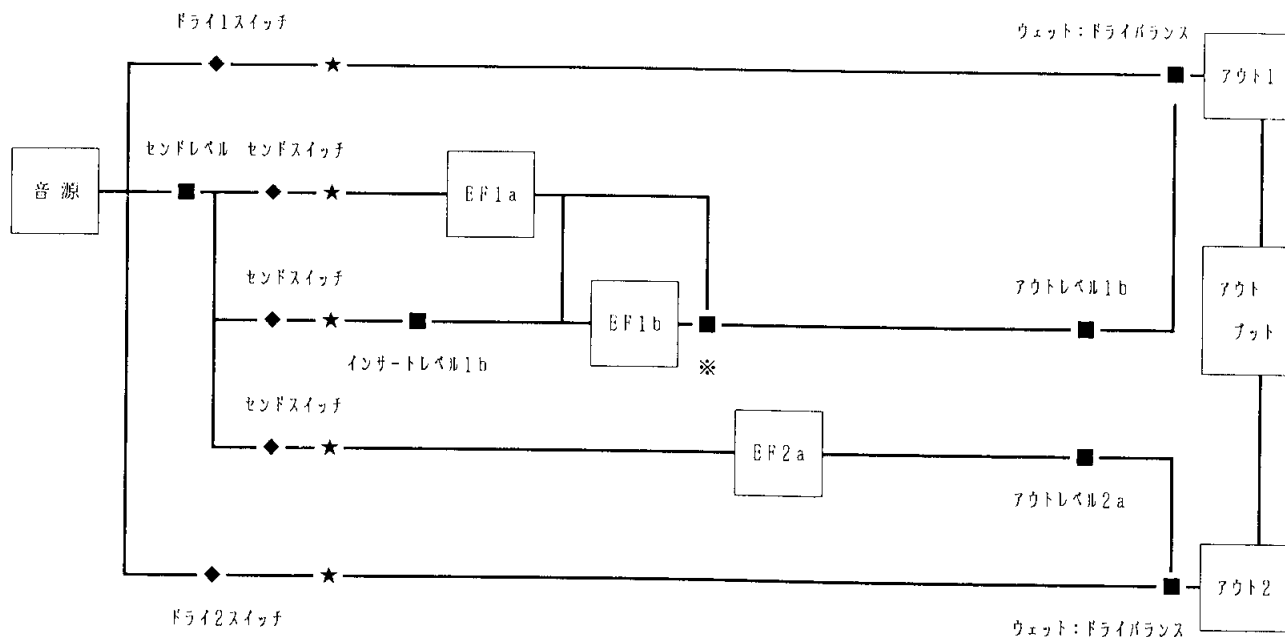 ドライ1スイッチ
ウェット：ドライバランス
アウト1
センドレベル
センドスイッチ
音源
EF1a
センドスイッチ
アウトレベル1b
アウト
プット
EF1b
インサートレベル1b
※
センドスイッチ
EF2a
アウトレベル2a
アウト2
ドライ2スイッチ
ウェット：ドライバランス